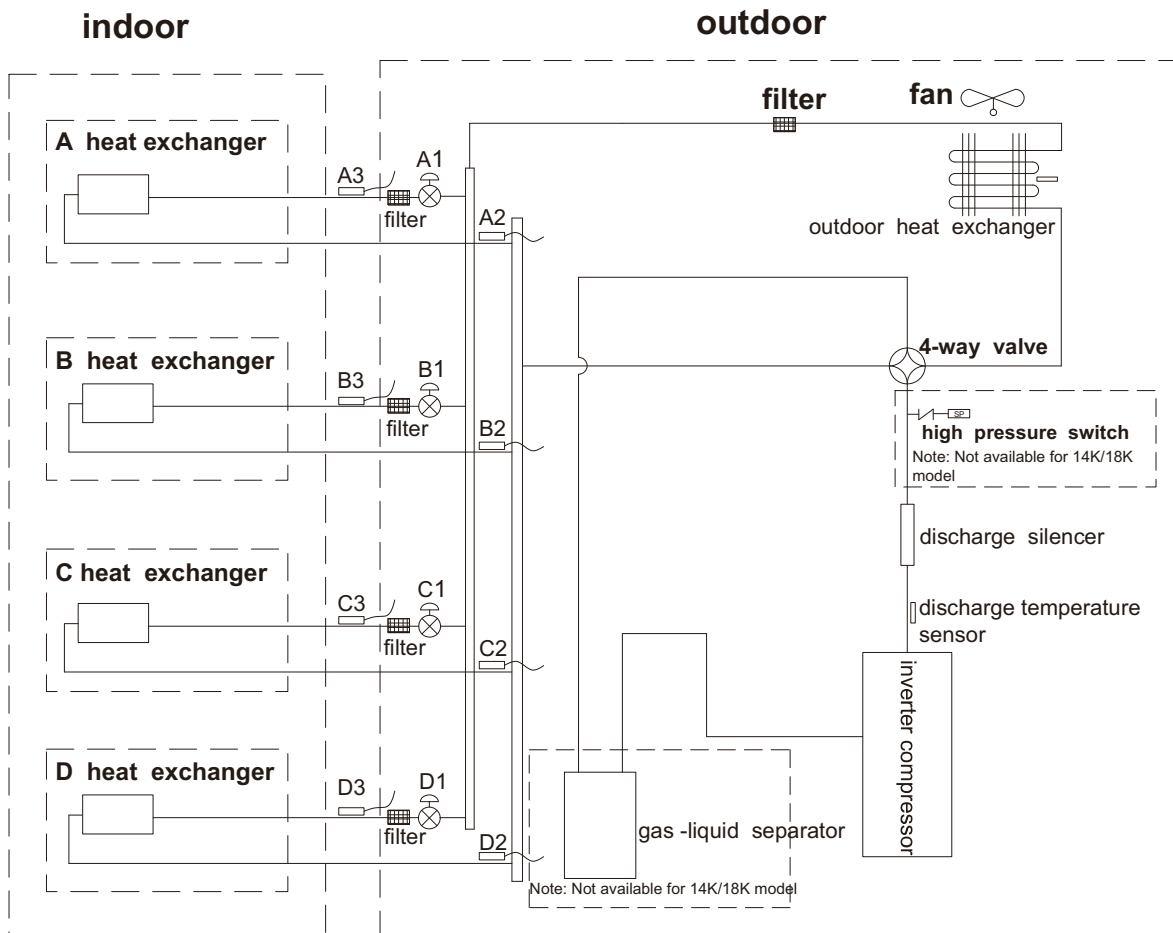 indoor
outdoor
filter
fan
A heat exchanger
A3
A1
filter
A2
outdoor heat exchanger
B heat exchanger
B3
B1
filter
B2
4-way valve
SP
high pressure switch
Note: Not available for 14K/18K
model
discharge silencer
C heat exchanger
C3
C1
filter
C2
discharge temperature
sensor
inverter compressor
D heat exchanger
D3
D1
filter
D2
gas -liquid separator
Note: Not available for 14K/18K model